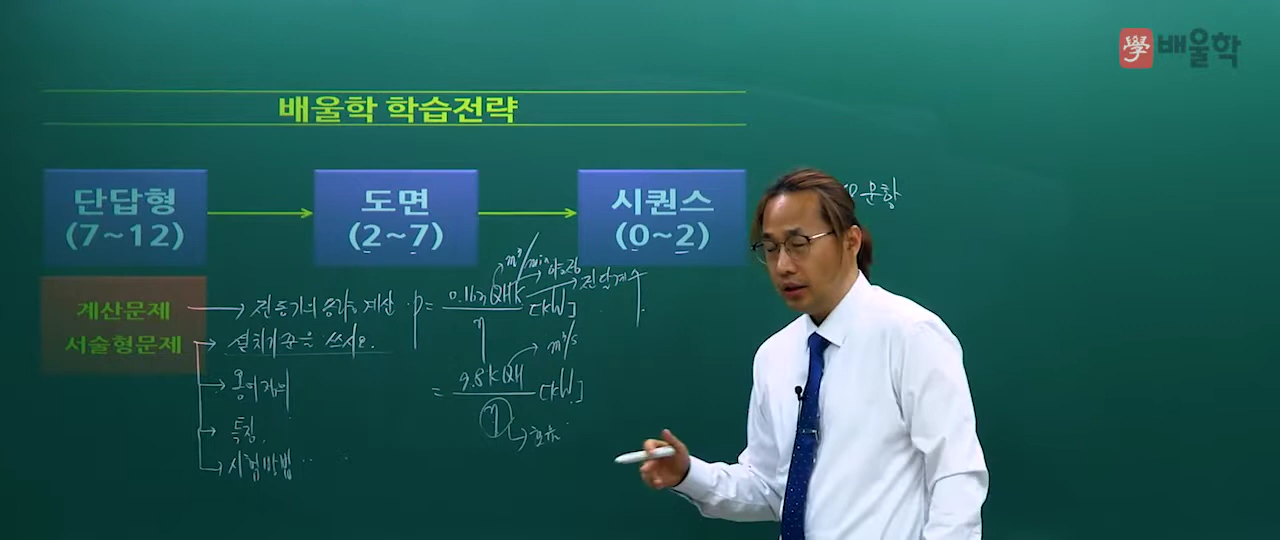 學 배울학
배울학 학습전략
단답형
(7~12)
도면
(2~7)
시퀀스
(0~2)
문항
계산문제
서술형문제
전동기의 용량 계산
P = 0.163QHK / η [kW]
m³/min
양정
전달계수
설치기준을 쓰시오.
용어정의
특징.
시험방법 ..
= 9.8KQH / η [kW]
m³/s
효율